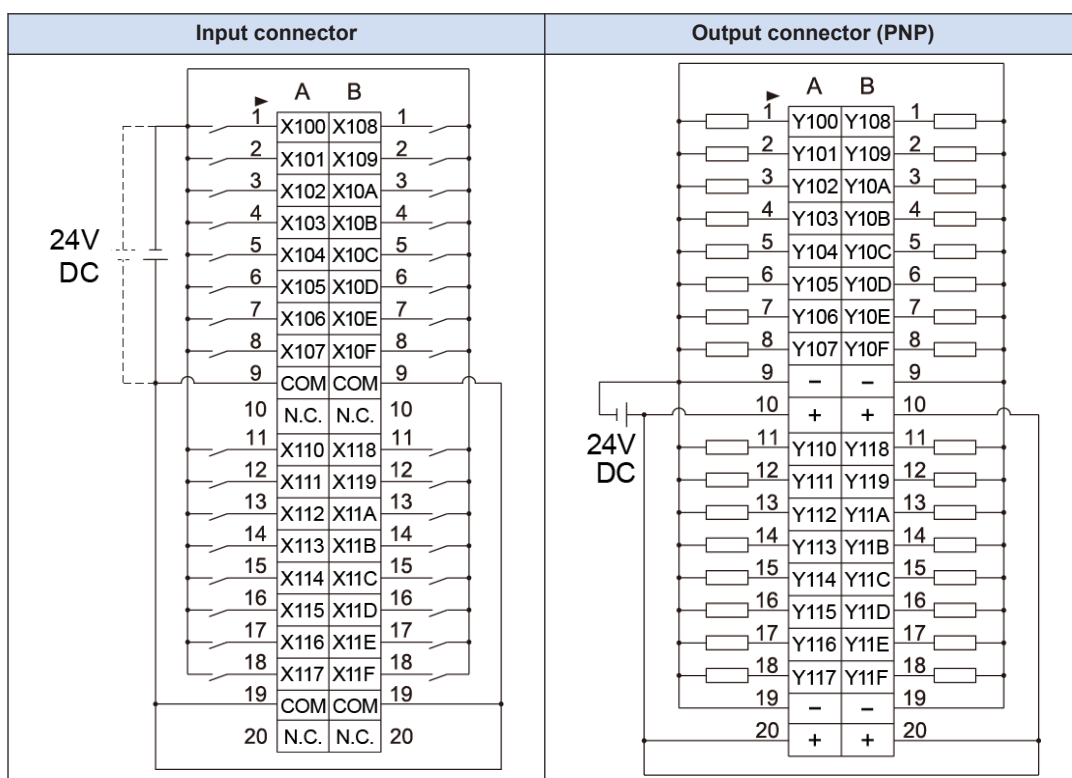 Input connector
A B
1 X100 X108 1
2 X101 X109 2
3 X102 X10A 3
4 X103 X10B 4
5 X104 X10C 5
6 X105 X10D 6
7 X106 X10E 7
8 X107 X10F 8
9 COM COM 9
10 N.C. N.C. 10
11 X110 X118 11
12 X111 X119 12
13 X112 X11A 13
14 X113 X11B 14
15 X114 X11C 15
16 X115 X11D 16
17 X116 X11E 17
18 X117 X11F 18
19 COM COM 19
20 N.C. N.C. 20
24V
DC
Output connector (PNP)
A B
1 Y100 Y108 1
2 Y101 Y109 2
3 Y102 Y10A 3
4 Y103 Y10B 4
5 Y104 Y10C 5
6 Y105 Y10D 6
7 Y106 Y10E 7
8 Y107 Y10F 8
9 − − 9
10 + + 10
11 Y110 Y118 11
12 Y111 Y119 12
13 Y112 Y11A 13
14 Y113 Y11B 14
15 Y114 Y11C 15
16 Y115 Y11D 16
17 Y116 Y11E 17
18 Y117 Y11F 18
19 − − 19
20 + + 20
24V
DC